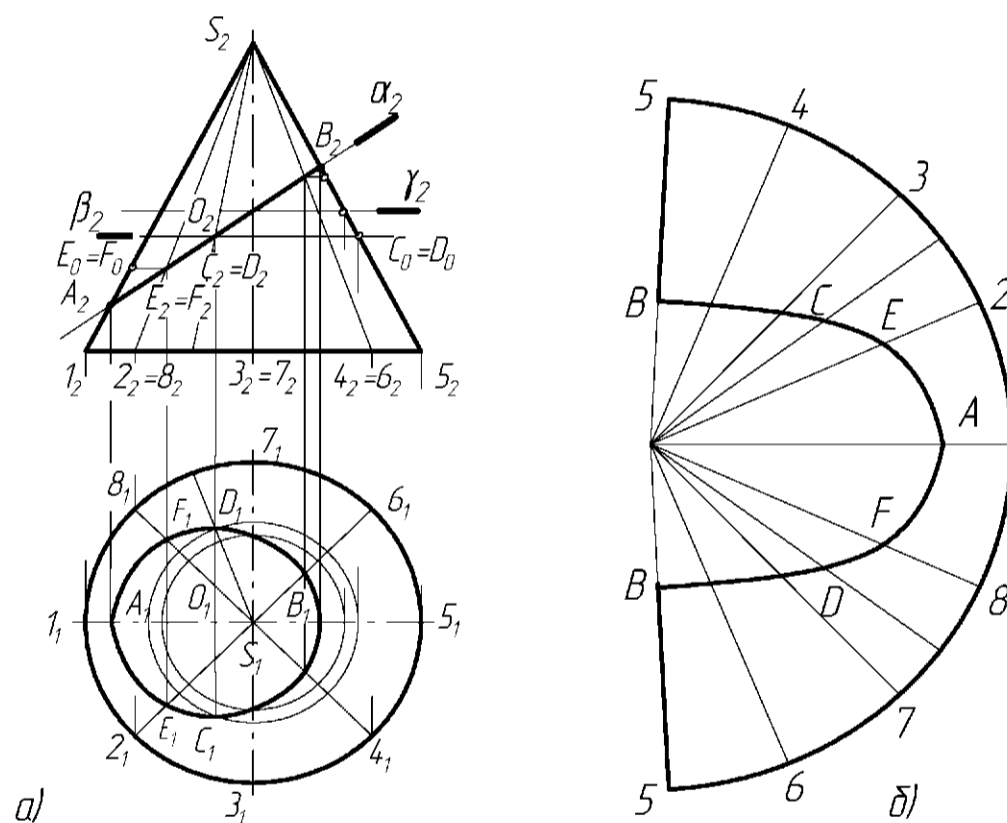 S₂
α₂
B₂
β₂ O₂ γ₂
E₀=F₀ C₂=D₂ C₀=D₀
A₂ E₂=F₂
1₂ 2₂=8₂ 3₂=7₂ 4₂=6₂ 5₂
7₁
8₁ F₁ D₁ 6₁
1₁ A₁ O₁ B₁ 5₁
S₁
2₁ E₁ C₁ 4₁
3₁
а)
5 4
3
B C E 2
A
F
B D 8
7
5 6
б)